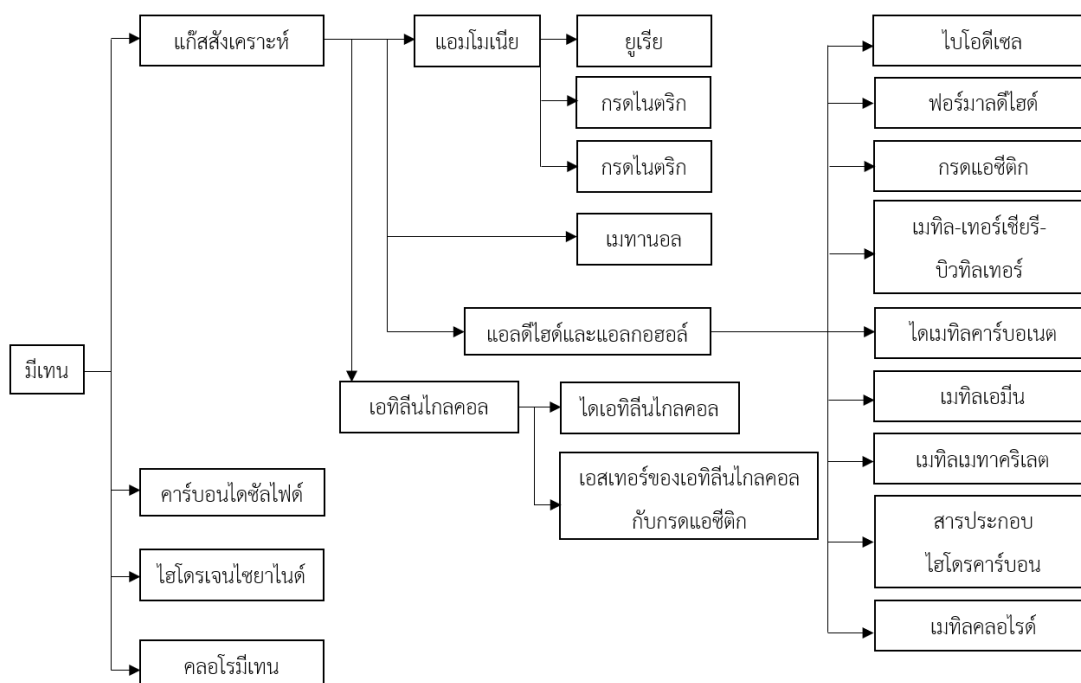 แก๊สสังเคราะห์
แอมโมเนีย
ยูเรีย
ไบโอดีเซล
กรดไนตริก
ฟอร์มาลดีไฮด์
กรดไนตริก
กรดแอซีติก
เมทานอล
เมทิล-เทอร์เชียรี-
บิวทิลเทอร์
แอลดีไฮด์และแอลกอฮอล์
ไดเมทิลคาร์บอเนต
มีเทน
เอทิลีนไกลคอล
ไดเอทิลีนไกลคอล
เมทิลเอมีน
เอสเทอร์ของเอทิลีนไกลคอล
กับกรดแอซีติก
เมทิลเมทาคริเลต
คาร์บอนไดซัลไฟด์
สารประกอบ
ไฮโดรคาร์บอน
ไฮโดรเจนไซยาไนด์
เมทิลคลอไรด์
คลอโรมีเทน